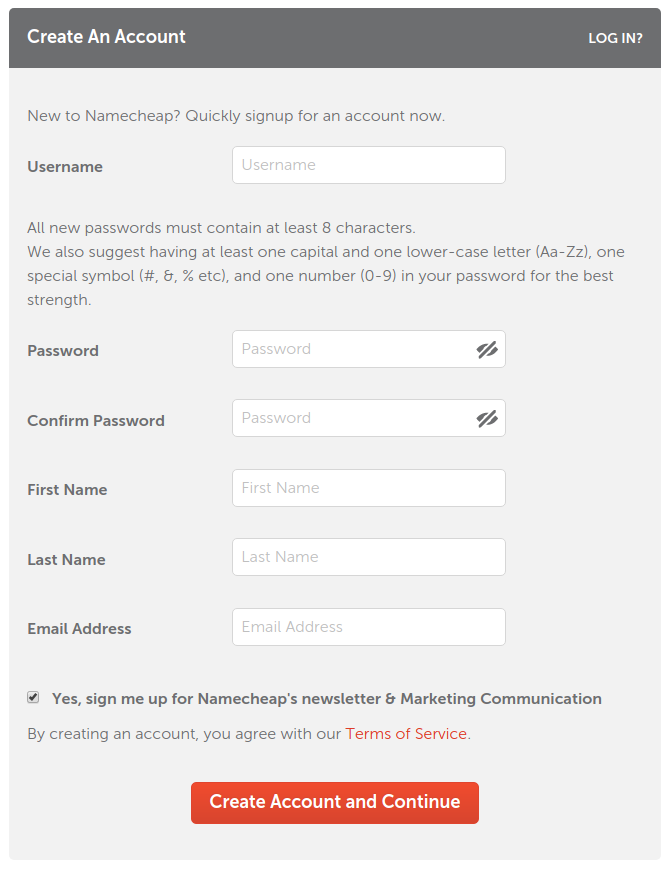 Create An Account
LOG IN?
New to Namecheap? Quickly signup for an account now.
Username
Username
All new passwords must contain at least 8 characters.
We also suggest having at least one capital and one lower-case letter (Aa-Zz), one
special symbol (#, &, % etc), and one number (0-9) in your password for the best
strength.
Password
Password
Confirm Password
Password
First Name
First Name
Last Name
Last Name
Email Address
Email Address
Yes, sign me up for Namecheap's newsletter & Marketing Communication
By creating an account, you agree with our Terms of Service.
Create Account and Continue